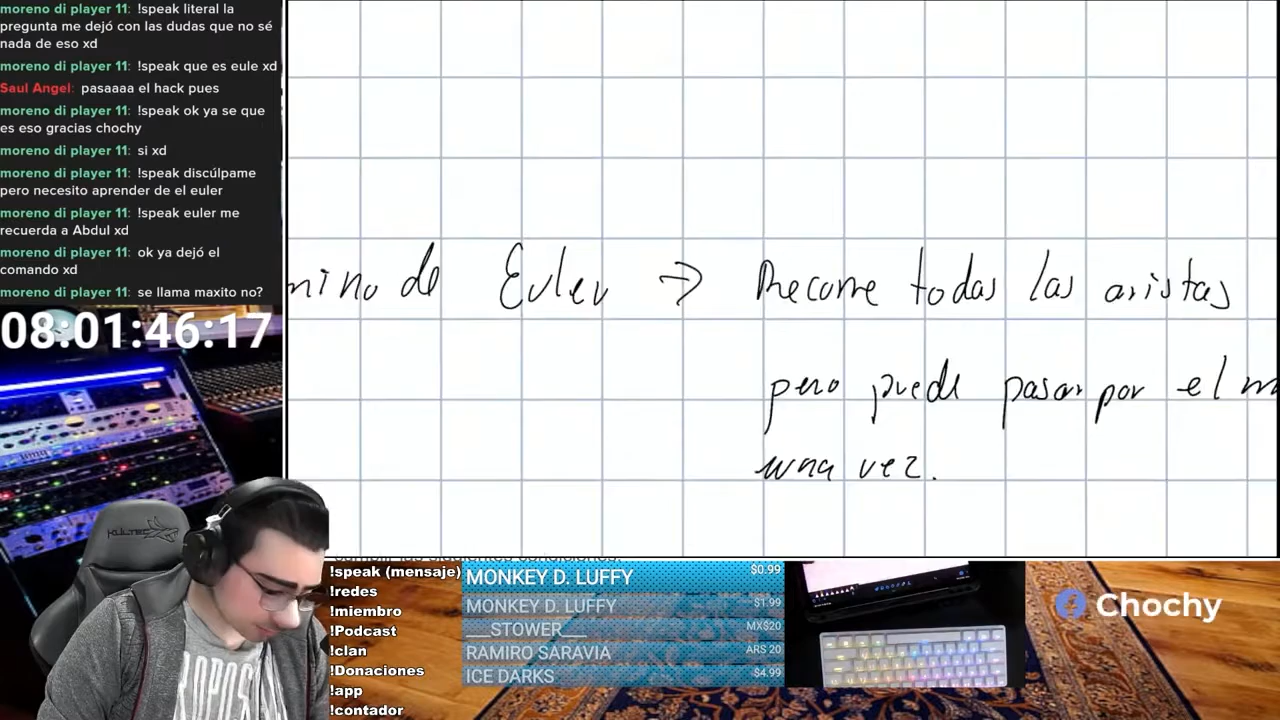 moreno di player 11: !speak literal la
pregunta me dejó con las dudas que no sé
nada de eso xd
moreno di player 11: !speak que es eule xd
Saul Angel: pasaaaa el hack pues
moreno di player 11: !speak ok ya se que
es eso gracias chochy
moreno di player 11: si xd
moreno di player 11: !speak discúlpame
pero necesito aprender de el euler
moreno di player 11: !speak euler me
recuerda a Abdul xd
moreno di player 11: ok ya dejó el
comando xd
moreno di player 11: se llama maxito no?
08:01:46:17
mino de Euler → Recorre todas las aristas
pero puede pasar por el m
una vez.
KÜLTEC
!speak (mensaje)
!redes
!miembro
!Podcast
!clan
!Donaciones
!app
!contador
MONKEY D. LUFFY $0.99
MONKEY D. LUFFY $1.99
___STOWER___ MX$20
RAMIRO SARAVIA ARS 20
ICE DARKS $4.99
Chochy